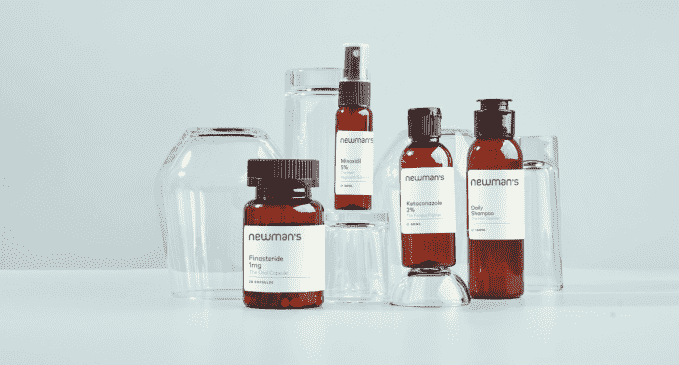 newman's
Finasteride
1mg
newman's
Minoxidil
5%
newman's
Ketoconazole
2%
newman's
Daily
Shampoo